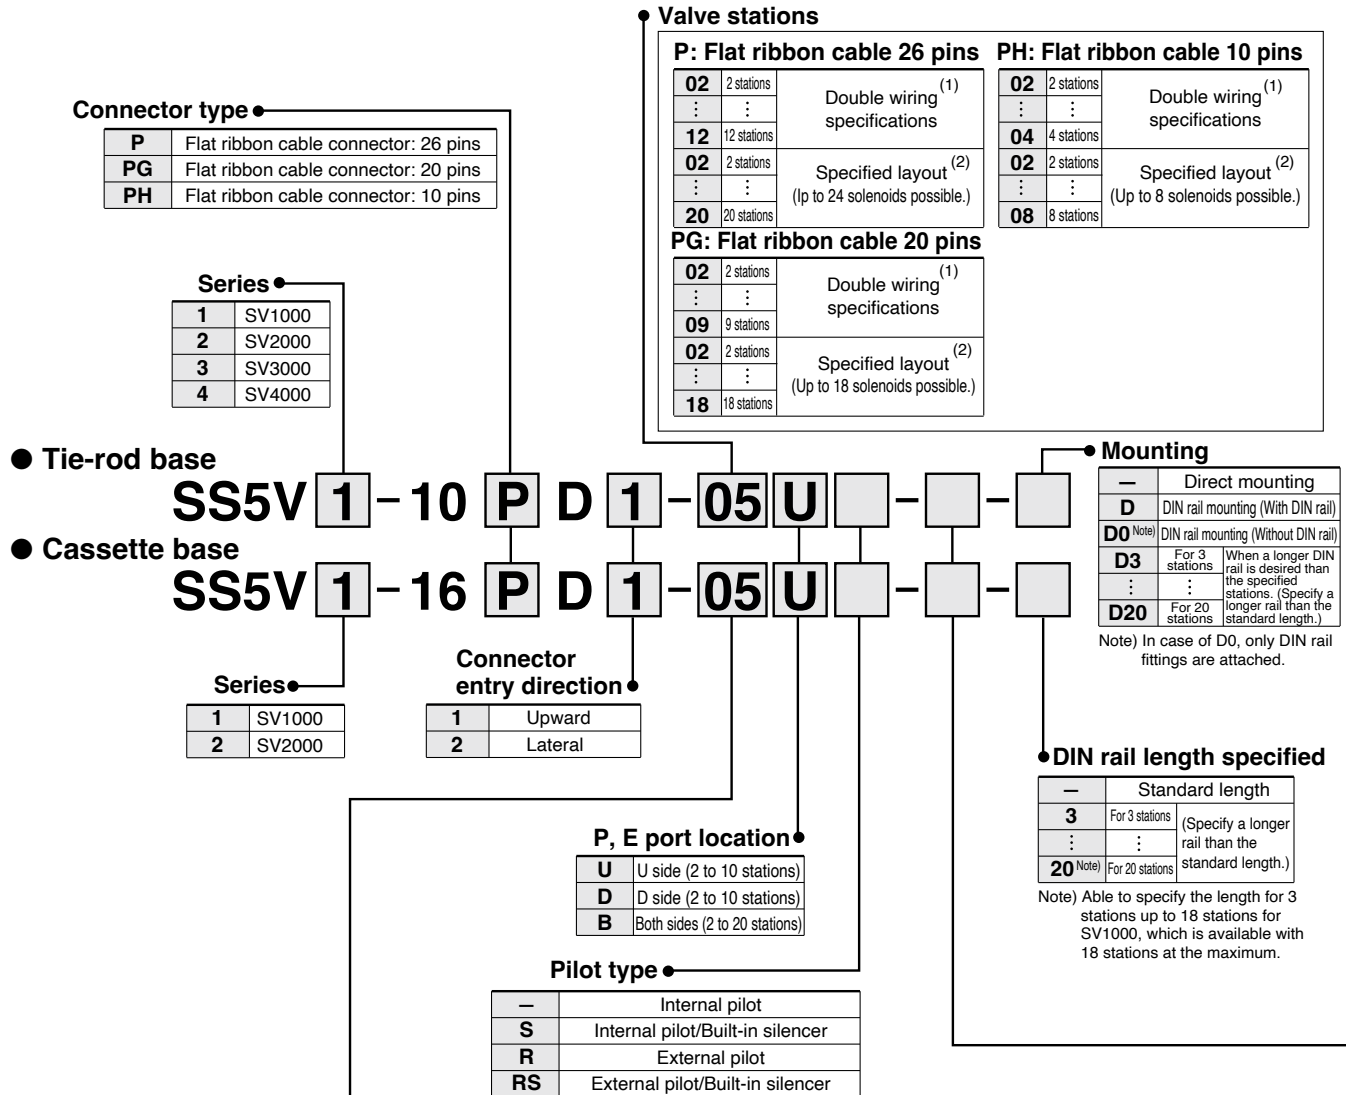 Valve stations
P: Flat ribbon cable 26 pins
02 2 stations Double wiring (1)
⋮ ⋮ specifications
12 12 stations
02 2 stations Specified layout (2)
⋮ ⋮ (Ip to 24 solenoids possible.)
20 20 stations
PH: Flat ribbon cable 10 pins
02 2 stations Double wiring (1)
⋮ ⋮ specifications
04 4 stations
02 2 stations Specified layout (2)
⋮ ⋮ (Up to 8 solenoids possible.)
08 8 stations
PG: Flat ribbon cable 20 pins
02 2 stations Double wiring (1)
⋮ ⋮ specifications
09 9 stations
02 2 stations Specified layout (2)
⋮ ⋮ (Up to 18 solenoids possible.)
18 18 stations
Connector type
P Flat ribbon cable connector: 26 pins
PG Flat ribbon cable connector: 20 pins
PH Flat ribbon cable connector: 10 pins
Series
1 SV1000
2 SV2000
3 SV3000
4 SV4000
● Tie-rod base
SS5V 1 - 10 P D 1 - 05 U - -
● Cassette base
SS5V 1 - 16 P D 1 - 05 U - -
Mounting
— Direct mounting
D DIN rail mounting (With DIN rail)
D0 Note) DIN rail mounting (Without DIN rail)
D3 For 3 stations
⋮ ⋮
D20 For 20 stations
When a longer DIN
rail is desired than
the specified
stations. (Specify a
longer rail than the
standard length.)
Note) In case of D0, only DIN rail
fittings are attached.
Series
1 SV1000
2 SV2000
Connector
entry direction
1 Upward
2 Lateral
DIN rail length specified
— Standard length
3 For 3 stations
⋮ ⋮
20 Note) For 20 stations
(Specify a longer
rail than the
standard length.)
Note) Able to specify the length for 3
stations up to 18 stations for
SV1000, which is available with
18 stations at the maximum.
P, E port location
U U side (2 to 10 stations)
D D side (2 to 10 stations)
B Both sides (2 to 20 stations)
Pilot type
— Internal pilot
S Internal pilot/Built-in silencer
R External pilot
RS External pilot/Built-in silencer